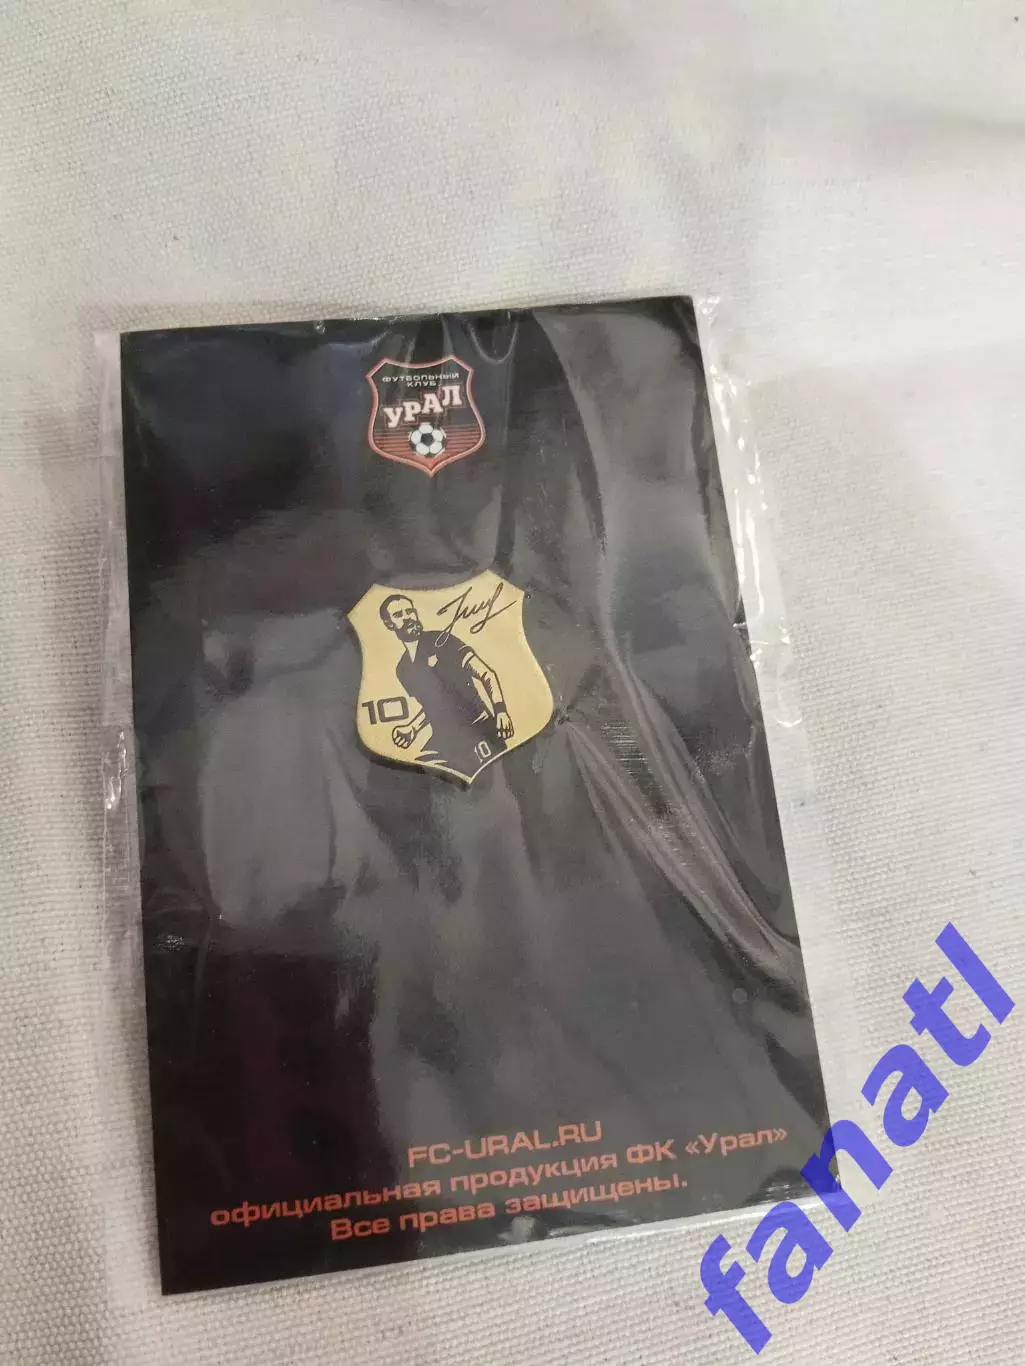 ФУТБОЛЬНЫЙ
КЛУБ
УРАЛ
10
10
FC-URAL.RU
официальная продукция ФК «Урал»
Все права защищены.
fanatl